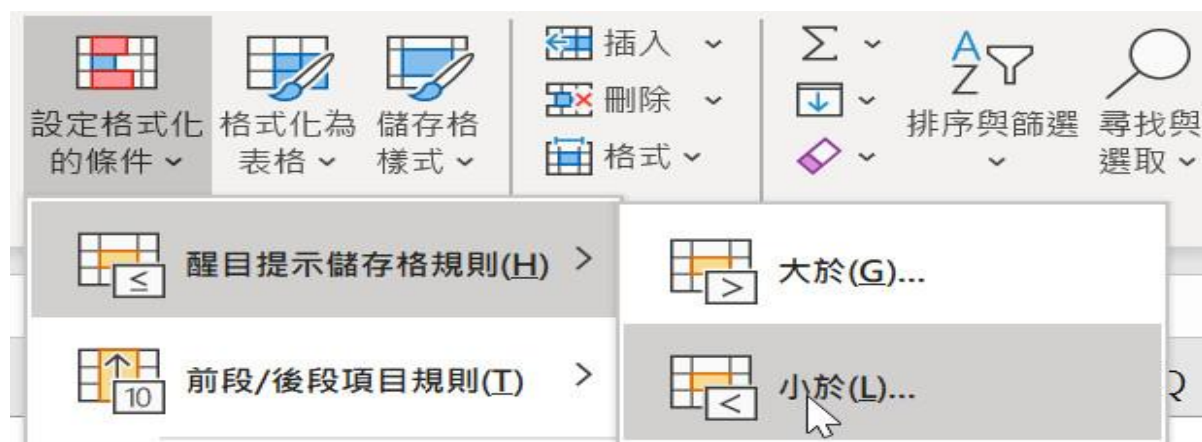 設定格式化
的條件
格式化為
表格
儲存格
樣式
插入
刪除
格式
排序與篩選
尋找與
選取
醒目提示儲存格規則(H)
前段/後段項目規則(T)
10
大於(G)...
小於(L)...